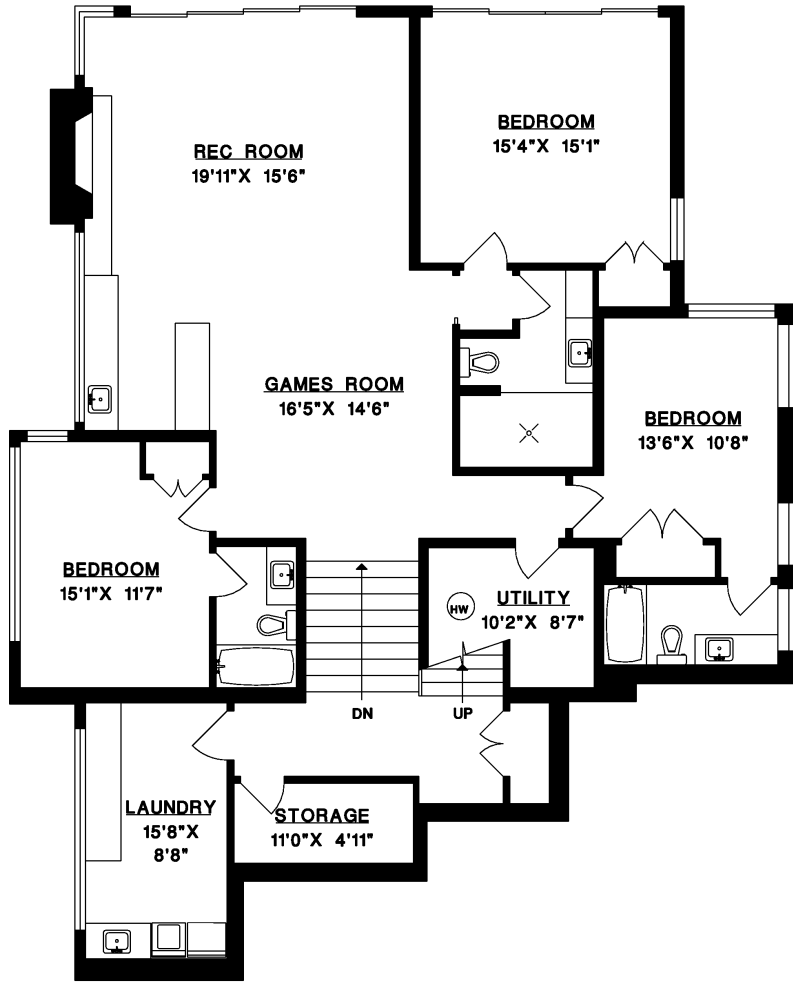 BEDROOM
15'4"X 15'1"
REC ROOM
19'11"X 15'6"
GAMES ROOM
16'5"X 14'6"
BEDROOM
13'6"X 10'8"
BEDROOM
15'1"X 11'7"
UTILITY
10'2"X 8'7"
HW
DN
UP
LAUNDRY
15'8"X
8'8"
STORAGE
11'0"X 4'11"